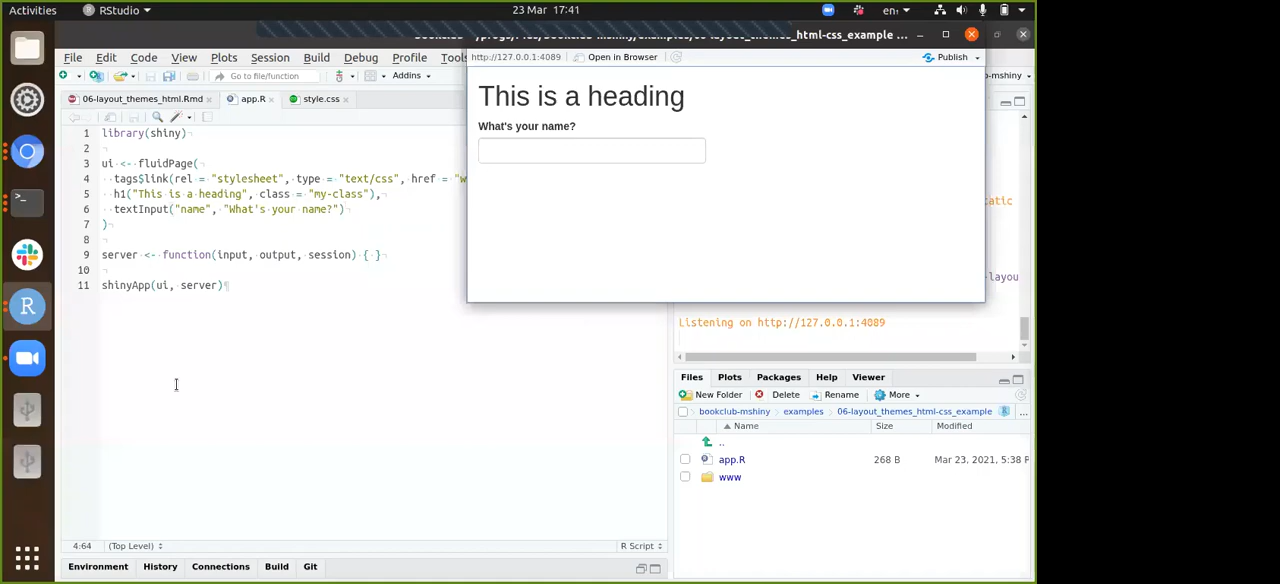 Activities RStudio 23 Mar 17:41 en₁
_html-css_example ...
File Edit Code View Plots Session Build Debug Profile Tools
http://127.0.0.1:4089 Open in Browser Publish
Go to file/function Addins -mshiny
06-layout_themes_html.Rmd app.R style.css
This is a heading
What's your name?
1 library(shiny)
2
3 ui <- fluidPage(
4 tags$link(rel = "stylesheet", type = "text/css", href = "w
5 h1("This is a heading", class = "my-class"),
6 textInput("name", "What's your name?")
7 )
8
9 server <- function(input, output, session) { }
10
11 shinyApp(ui, server)
tatic
-layou
Listening on http://127.0.0.1:4089
Files Plots Packages Help Viewer
New Folder Delete Rename More
bookclub-mshiny examples 06-layout_themes_html-css_example ...
Name Size Modified
..
app.R 268 B Mar 23, 2021, 5:38 P
www
4:64 (Top Level) R Script
Environment History Connections Build Git